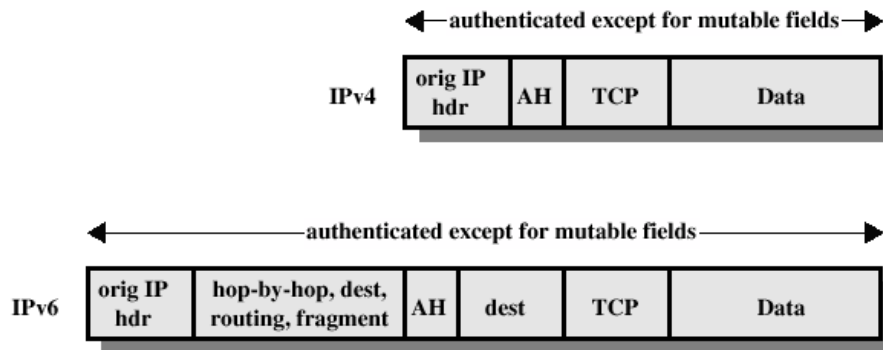 authenticated except for mutable fields
IPv4
orig IP
hdr
AH
TCP
Data
authenticated except for mutable fields
IPv6
orig IP
hdr
hop-by-hop, dest,
routing, fragment
AH
dest
TCP
Data